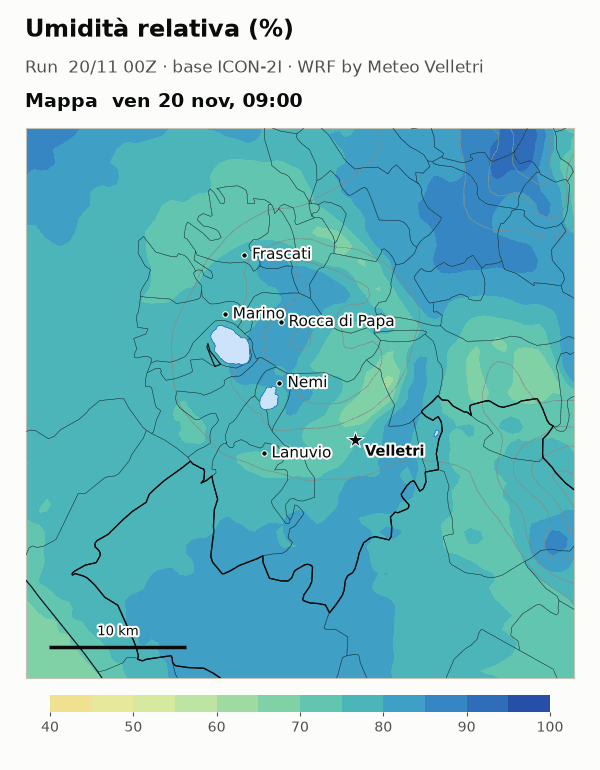 Umidità relativa (%)
Run  20/11 00Z · base ICON-2I · WRF by Meteo Velletri
Mappa  ven 20 nov, 09:00
Frascati
Marino
Rocca di Papa
Nemi
Velletri
Lanuvio
10 km
40 50 60 70 80 90 100